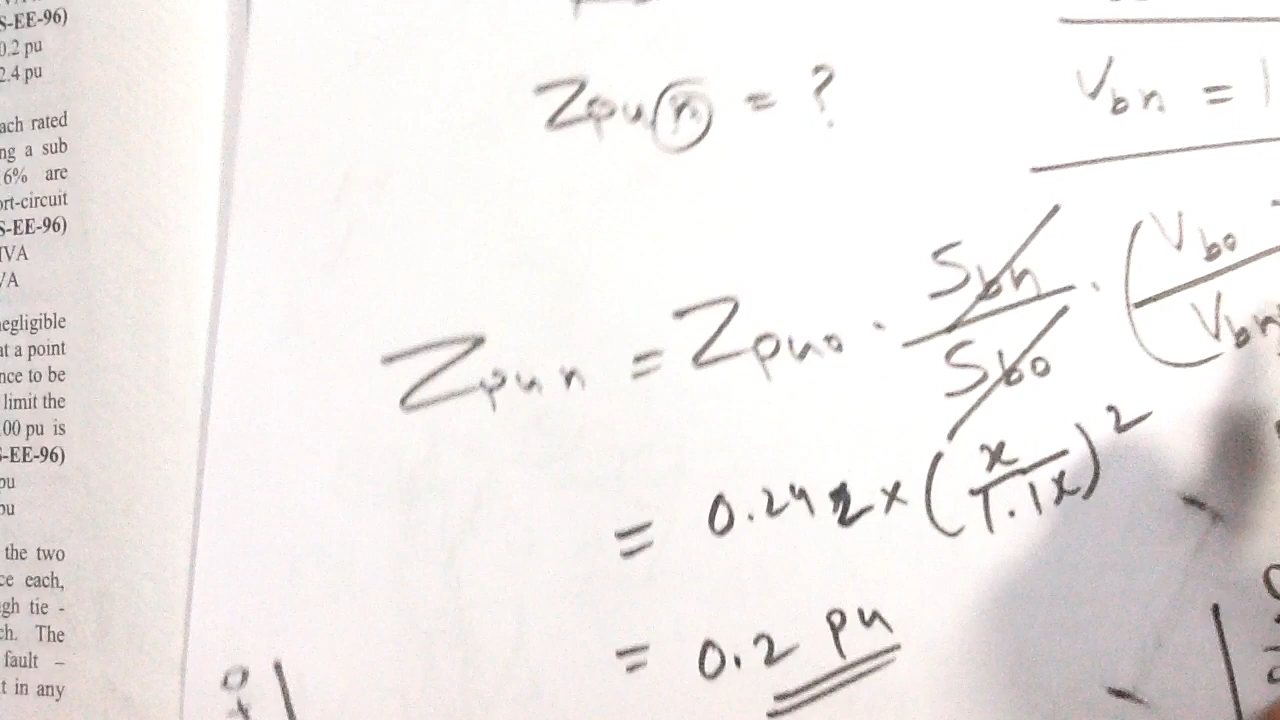 S-EE-96)
0.2 pu
2.4 pu
ach rated
ng a sub
6% are
ort-circuit
S-EE-96)
IVA
VA
negligible
at a point
nce to be
limit the
00 pu is
S-EE-96)
pu
pu
the two
ce each,
gh tie -
ch. The
fault –
t in any
Zpu(n) = ?
Vbn = 1
Zpun = Zpuo · Sbn/Sbo · (Vbo/Vbn
= 0.242 × (x/1.1x)²
= 0.2 pu